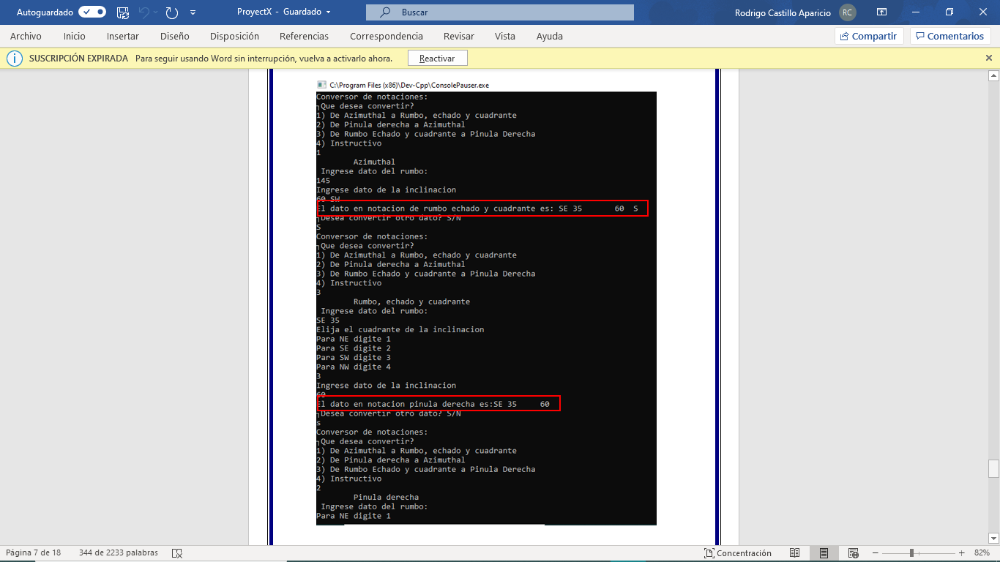 Autoguardado
ProyectX - Guardado
Buscar
Rodrigo Castillo Aparicio
RC
Archivo Inicio Insertar Diseño Disposición Referencias Correspondencia Revisar Vista Ayuda
Compartir
Comentarios
SUSCRIPCIÓN EXPIRADA Para seguir usando Word sin interrupción, vuelva a activarlo ahora.
Reactivar
C:\Program Files (x86)\Dev-Cpp\ConsolePauser.exe
Conversor de notaciones:
┐Que desea convertir?
1) De Azimuthal a Rumbo, echado y cuadrante
2) De Pinula derecha a Azimuthal
3) De Rumbo Echado y cuadrante a Pinula Derecha
4) Instructivo
1
Azimuthal
Ingrese dato del rumbo:
145
Ingrese dato de la inclinacion
60 SW
El dato en notacion de rumbo echado y cuadrante es: SE 35 60 S
┐Desea convertir otro dato? S/N
S
Conversor de notaciones:
┐Que desea convertir?
1) De Azimuthal a Rumbo, echado y cuadrante
2) De Pinula derecha a Azimuthal
3) De Rumbo Echado y cuadrante a Pinula Derecha
4) Instructivo
3
Rumbo, echado y cuadrante
Ingrese dato del rumbo:
SE 35
Elija el cuadrante de la inclinacion
Para NE digite 1
Para SE digite 2
Para SW digite 3
Para NW digite 4
3
Ingrese dato de la inclinacion
60
El dato en notacion pinula derecha es:SE 35 60
┐Desea convertir otro dato? S/N
s
Conversor de notaciones:
┐Que desea convertir?
1) De Azimuthal a Rumbo, echado y cuadrante
2) De Pinula derecha a Azimuthal
3) De Rumbo Echado y cuadrante a Pinula Derecha
4) Instructivo
2
Pinula derecha
Ingrese dato del rumbo:
Para NE digite 1
Página 7 de 18 344 de 2233 palabras
Concentración
82%